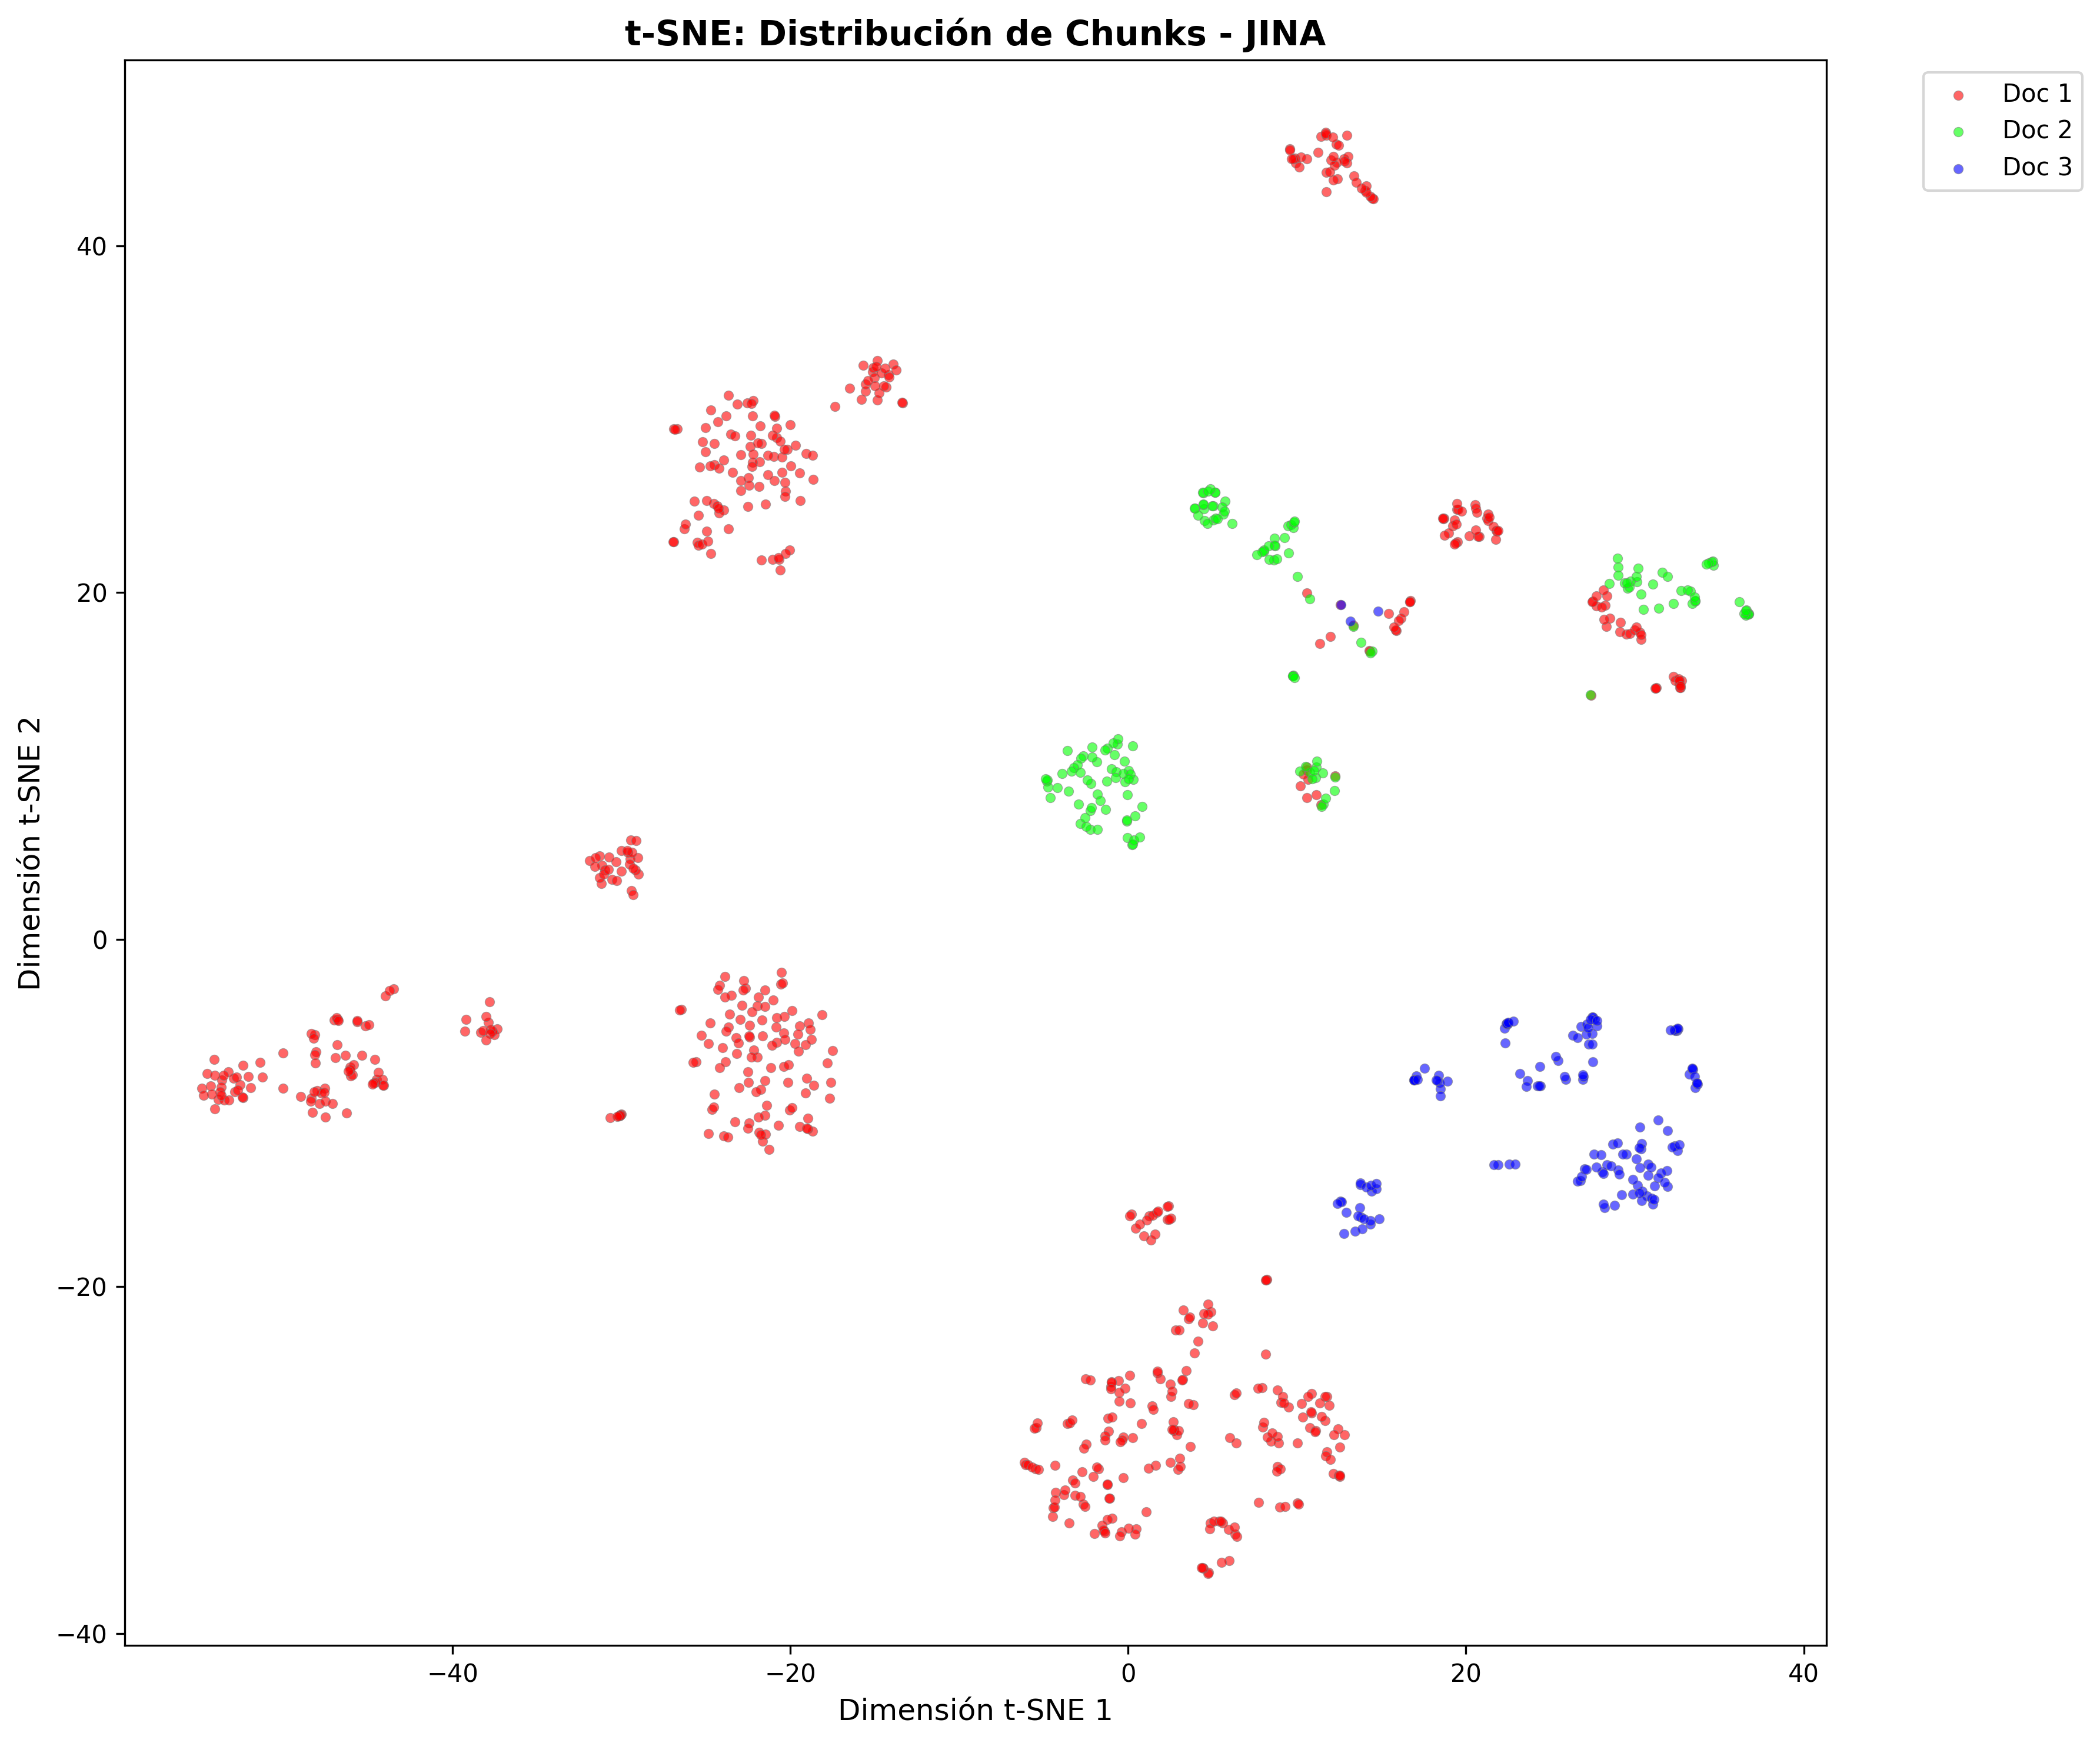 t-SNE: Distribución de Chunks - JINA
Doc 1
Doc 2
Doc 3
40
20
0
−20
−40
Dimensión t-SNE 2
−40
−20
0
20
40
Dimensión t-SNE 1